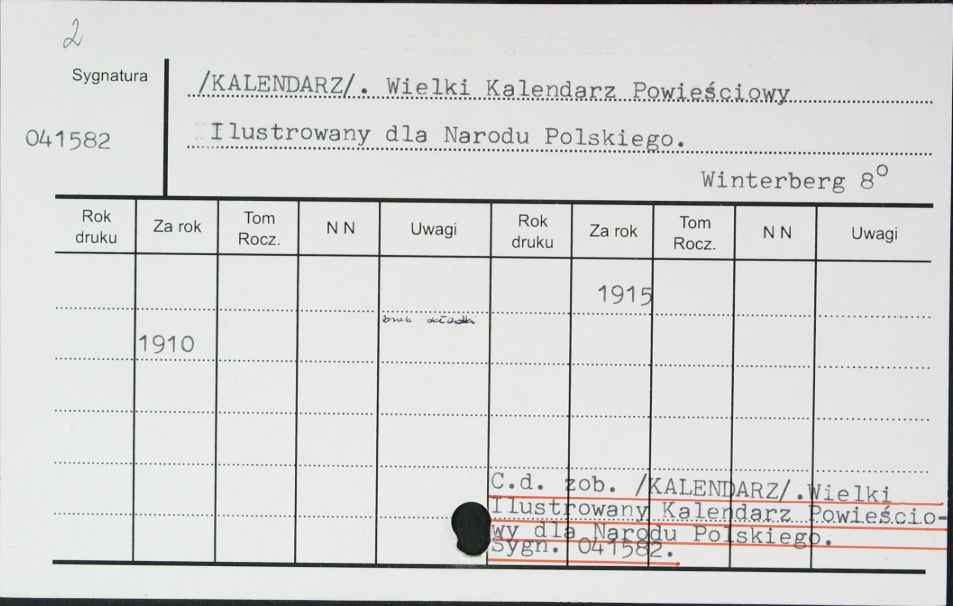 2
Sygnatura
/KALENDARZ/. Wielki Kalendarz Powieściowy
041582
Ilustrowany dla Narodu Polskiego.
Winterberg 8°
Rok druku Za rok Tom Rocz. N N Uwagi Rok druku Za rok Tom Rocz. N N Uwagi
1915
brak okładki
1910
C.d. zob. /KALENDARZ/.Wielki
Ilustrowany Kalendarz Powieścio-
wy dla Narodu Polskiego.
Sygn. 041582.